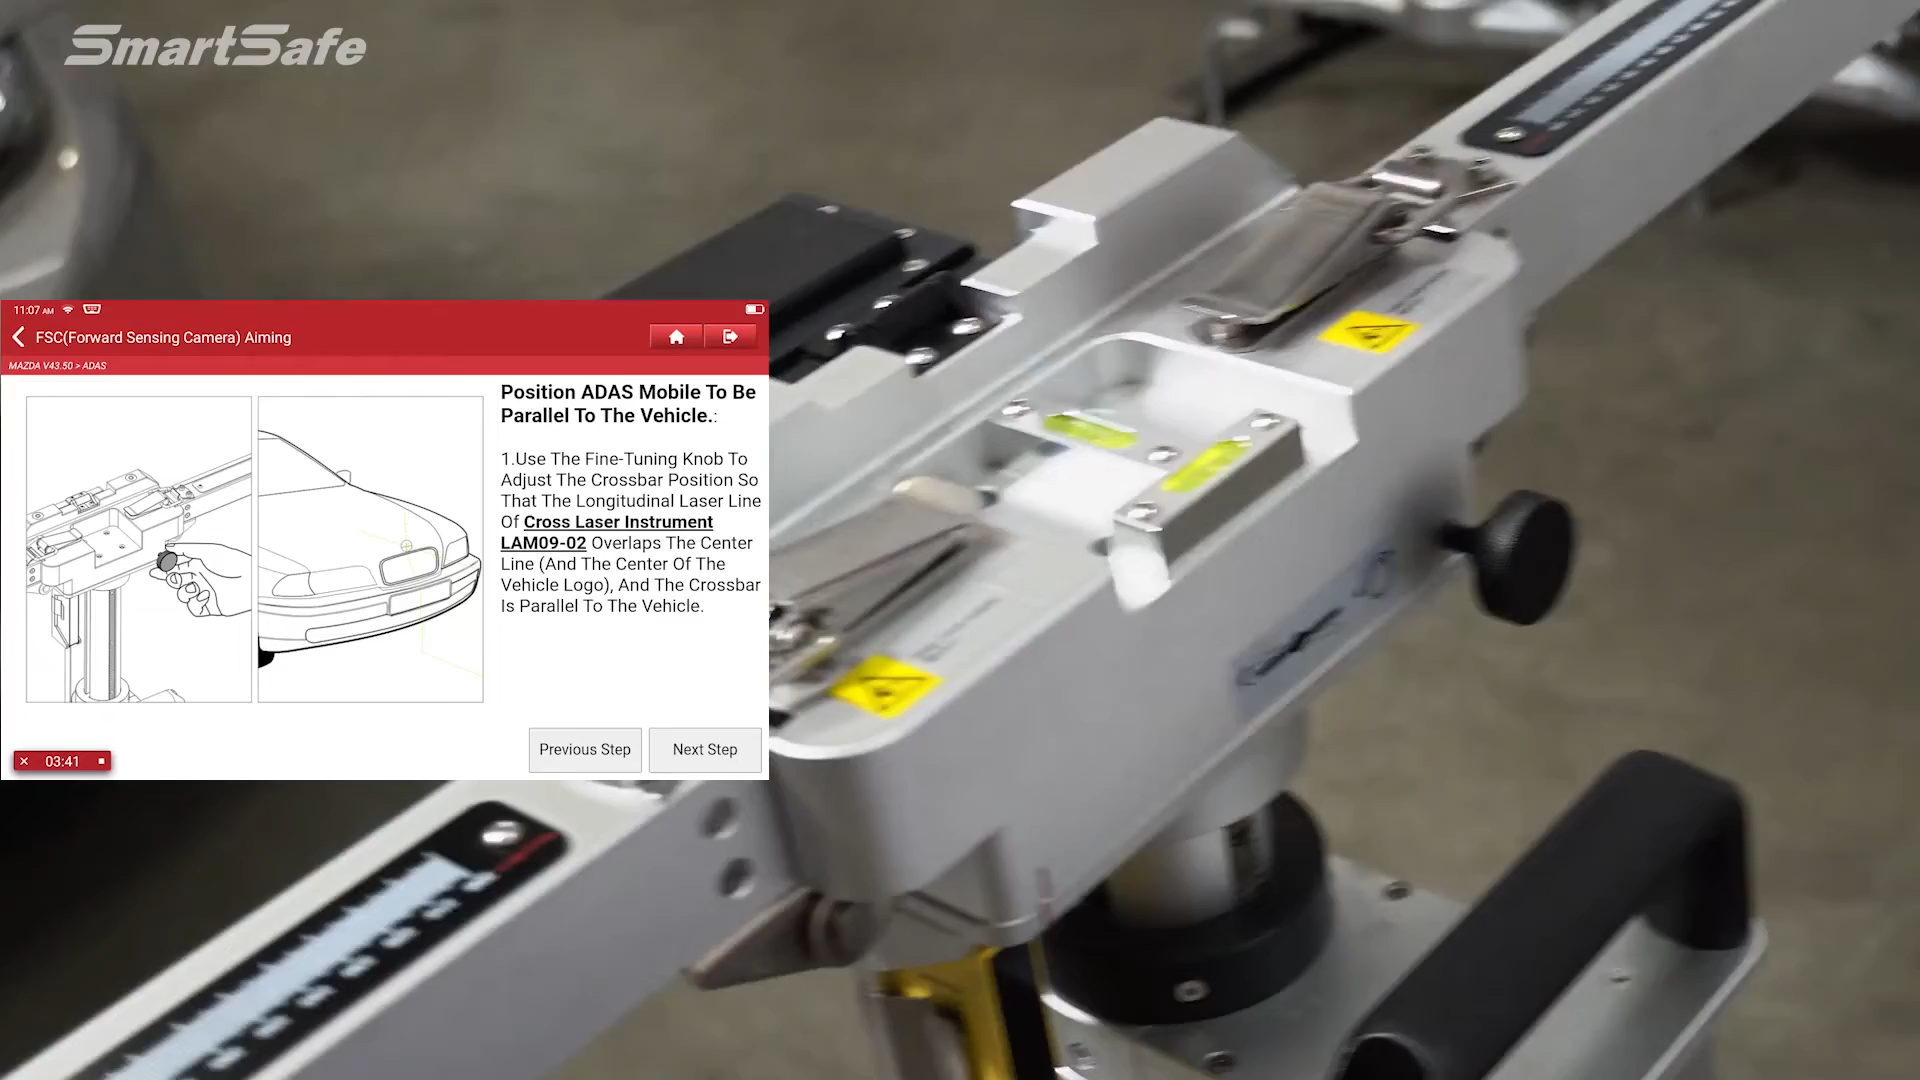 SmartSafe
11:07 AM
FSC(Forward Sensing Camera) Aiming
MAZDA V43.50 > ADAS
Position ADAS Mobile To Be
Parallel To The Vehicle.:
1.Use The Fine-Tuning Knob To
Adjust The Crossbar Position So
That The Longitudinal Laser Line
Of Cross Laser Instrument
LAM09-02 Overlaps The Center
Line (And The Center Of The
Vehicle Logo), And The Crossbar
Is Parallel To The Vehicle.
Previous Step
Next Step
03:41